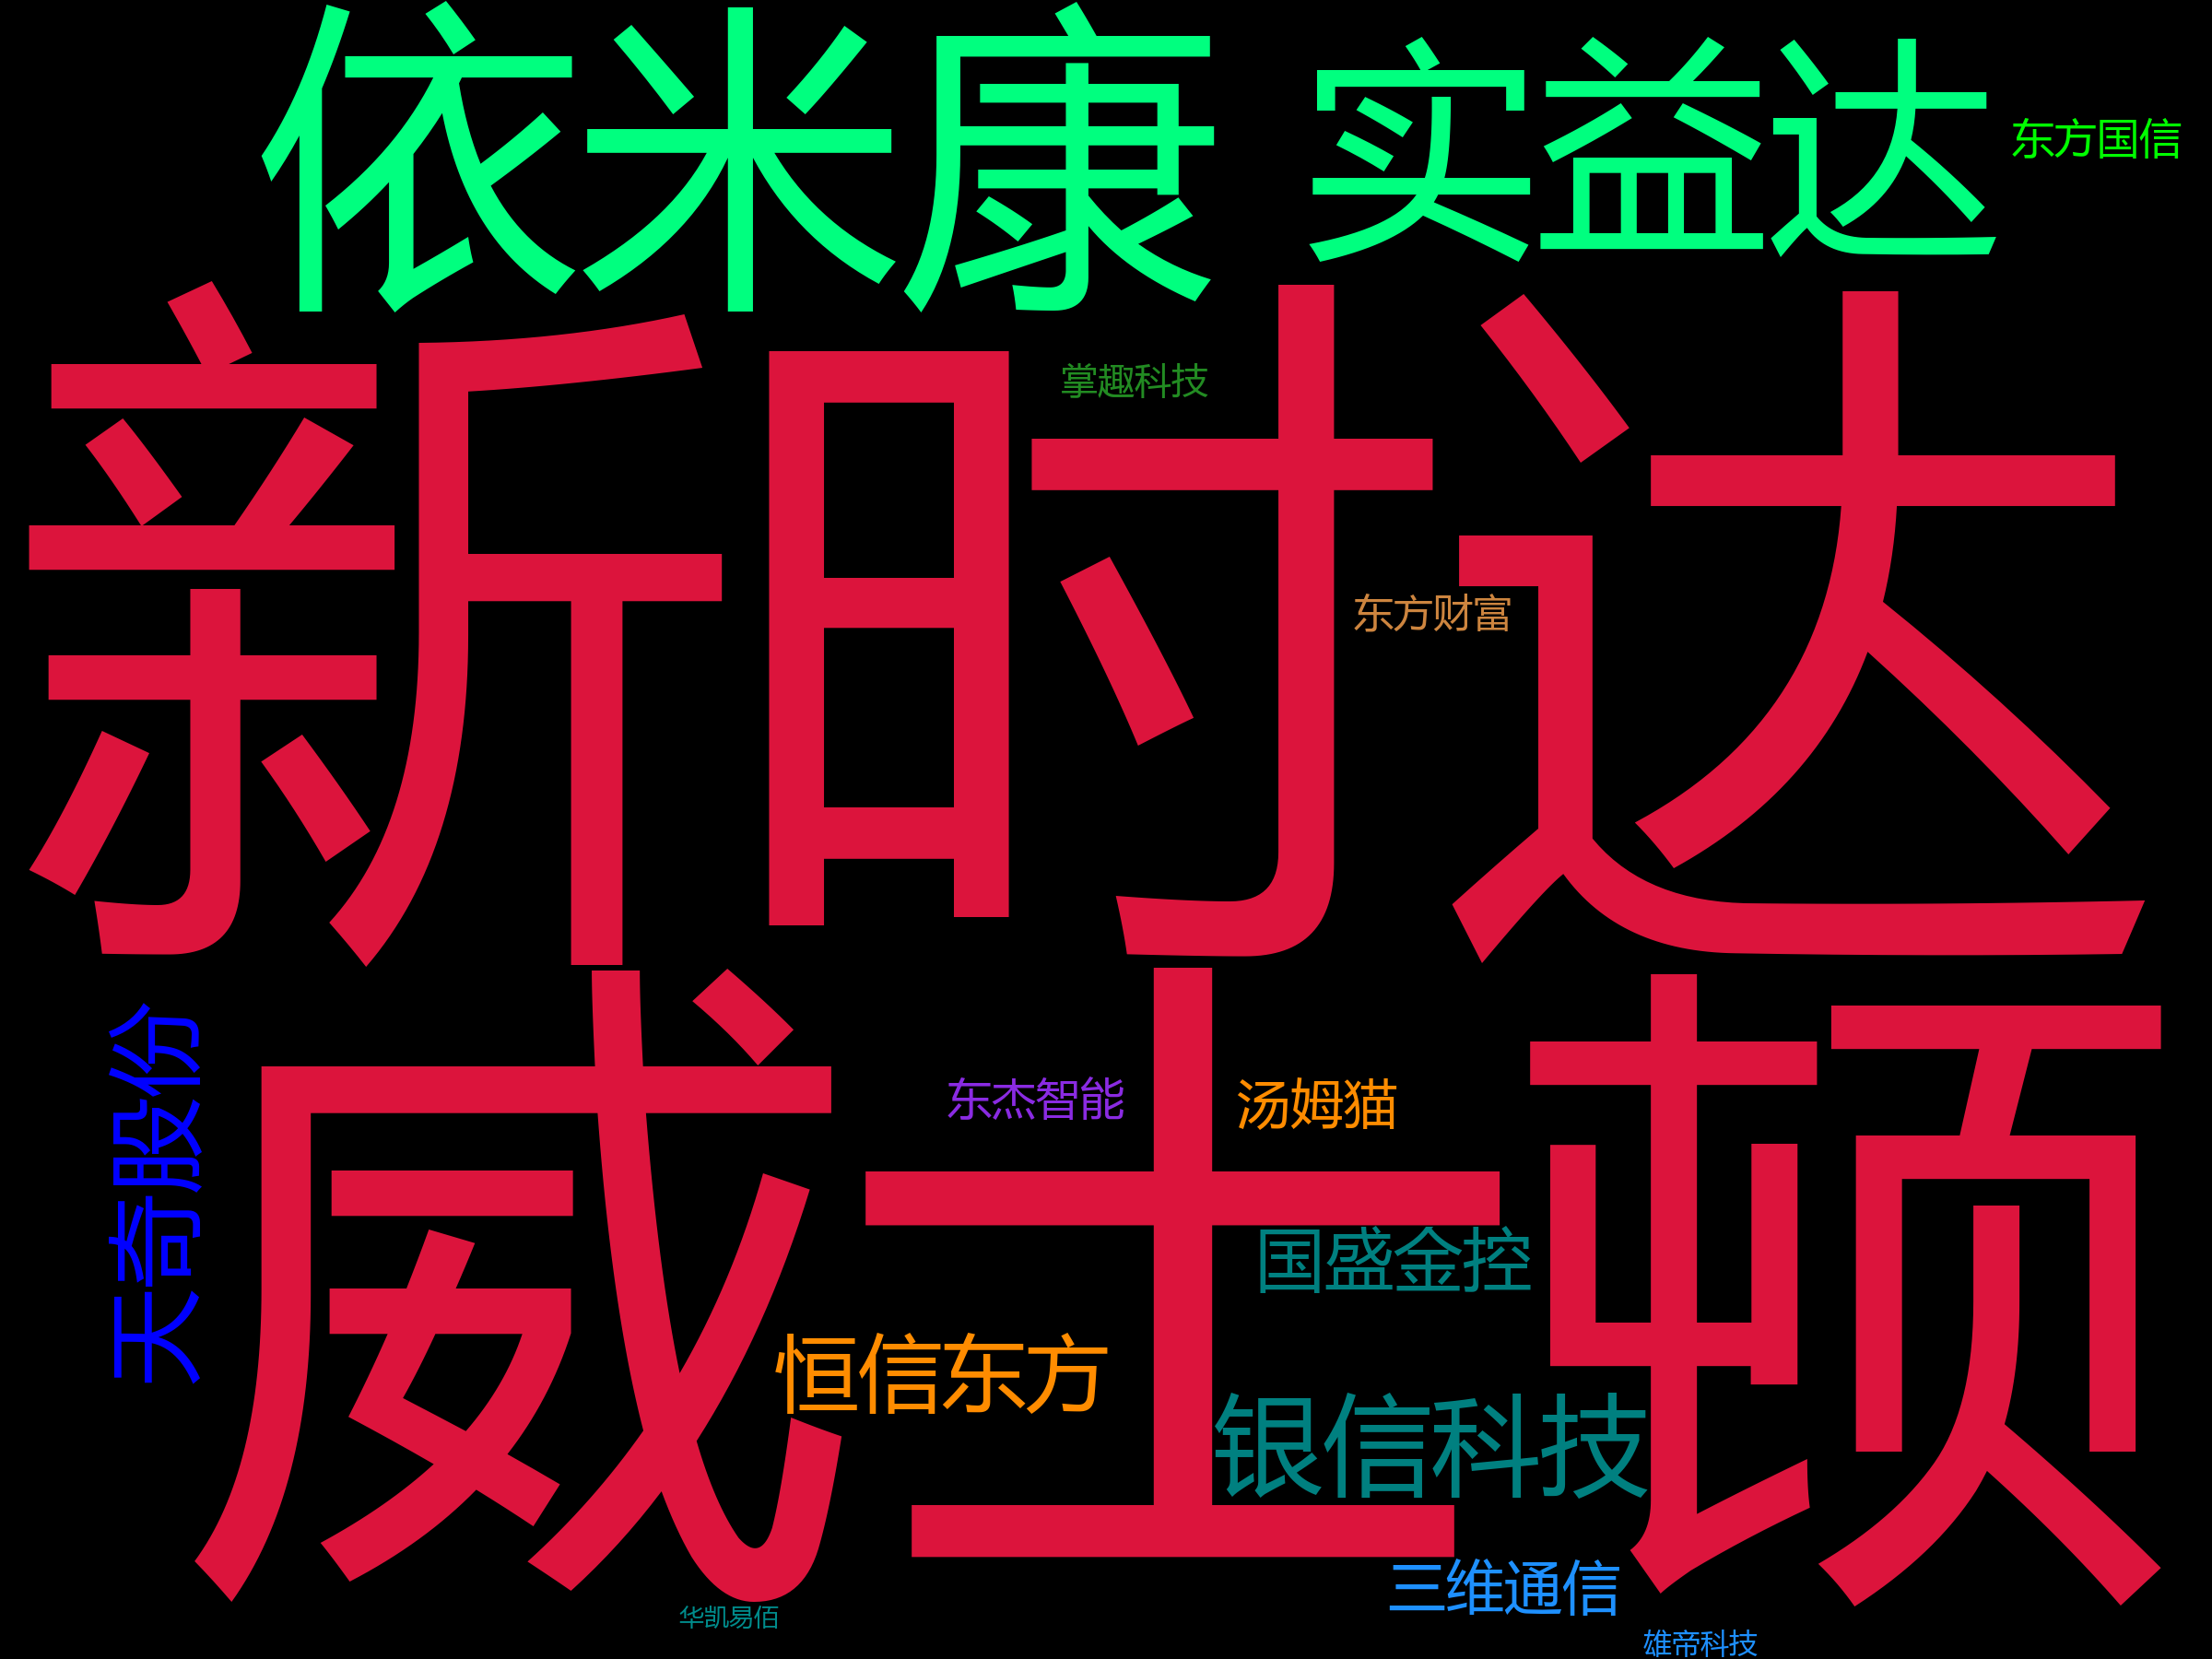 依米康
实益达
东方国信
新时达
掌趣科技
东方财富
天奇股份
威士顿
东杰智能
汤姆猫
国盛金控
恒信东方
银信科技
三维通信
华凯易佰
雄帝科技